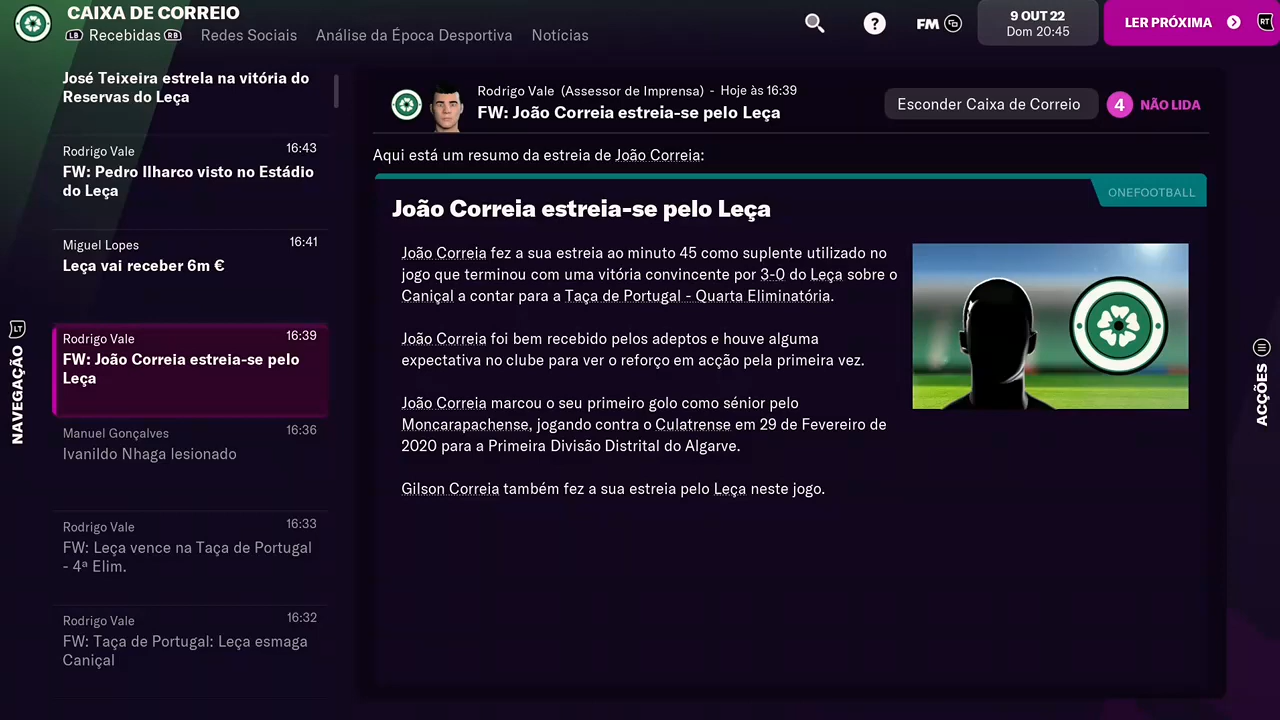 CAIXA DE CORREIO
LB Recebidas RB Redes Sociais Análise da Época Desportiva Notícias
? FM
9 OUT 22
Dom 20:45
LER PRÓXIMA RT
José Teixeira estrela na vitória do
Reservas do Leça
Rodrigo Vale 16:43
FW: Pedro Ilharco visto no Estádio
do Leça
Miguel Lopes 16:41
Leça vai receber 6m €
Rodrigo Vale 16:39
FW: João Correia estreia-se pelo
Leça
Manuel Gonçalves 16:36
Ivanildo Nhaga lesionado
Rodrigo Vale 16:33
FW: Leça vence na Taça de Portugal
- 4ª Elim.
Rodrigo Vale 16:32
FW: Taça de Portugal: Leça esmaga
Caniçal
NAVEGAÇÃO LT
Rodrigo Vale (Assessor de Imprensa) - Hoje às 16:39
FW: João Correia estreia-se pelo Leça
Esconder Caixa de Correio
4 NÃO LIDA
Aqui está um resumo da estreia de João Correia:
ONEFOOTBALL
João Correia estreia-se pelo Leça
João Correia fez a sua estreia ao minuto 45 como suplente utilizado no
jogo que terminou com uma vitória convincente por 3-0 do Leça sobre o
Caniçal a contar para a Taça de Portugal - Quarta Eliminatória.
João Correia foi bem recebido pelos adeptos e houve alguma
expectativa no clube para ver o reforço em acção pela primeira vez.
João Correia marcou o seu primeiro golo como sénior pelo
Moncarapachense, jogando contra o Culatrense em 29 de Fevereiro de
2020 para a Primeira Divisão Distrital do Algarve.
Gilson Correia também fez a sua estreia pelo Leça neste jogo.
ACÇÕES